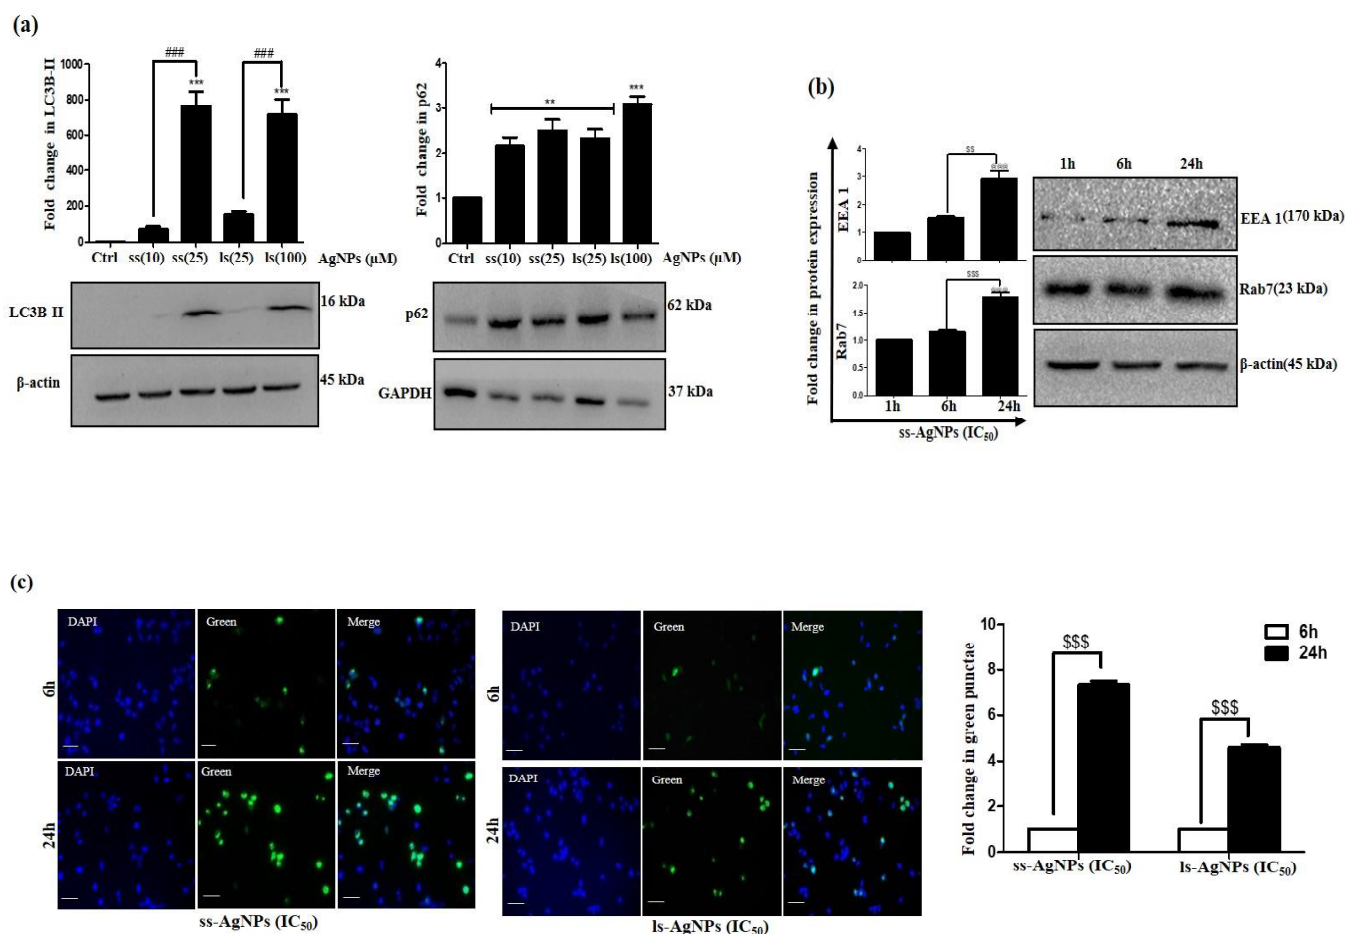 (a)
Fold change in LC3B-II
1000
800
600
400
200
0
###
###
***
***
Ctrl ss(10) ss(25) ls(25) ls(100) AgNPs (µM)
LC3B II
16 kDa
β-actin
45 kDa
Fold change in p62
4
3
2
1
0
**
***
Ctrl ss(10) ss(25) ls(25) ls(100) AgNPs (µM)
p62
62 kDa
GAPDH
37 kDa
(b)
Fold change in protein expression
EEA 1
4
3
2
1
0
$$
@@@
Rab7
2.0
1.5
1.0
0.5
0.0
$$$
@@@
1h 6h 24h
ss-AgNPs (IC50)
1h 6h 24h
EEA 1(170 kDa)
Rab7(23 kDa)
β-actin(45 kDa)
(c)
6h
DAPI Green Merge
24h
DAPI Green Merge
ss-AgNPs (IC50)
6h
DAPI Green Merge
24h
DAPI Green Merge
ls-AgNPs (IC50)
Fold change in green punctae
10
8
6
4
2
0
$$$
$$$
6h
24h
ss-AgNPs (IC50) ls-AgNPs (IC50)